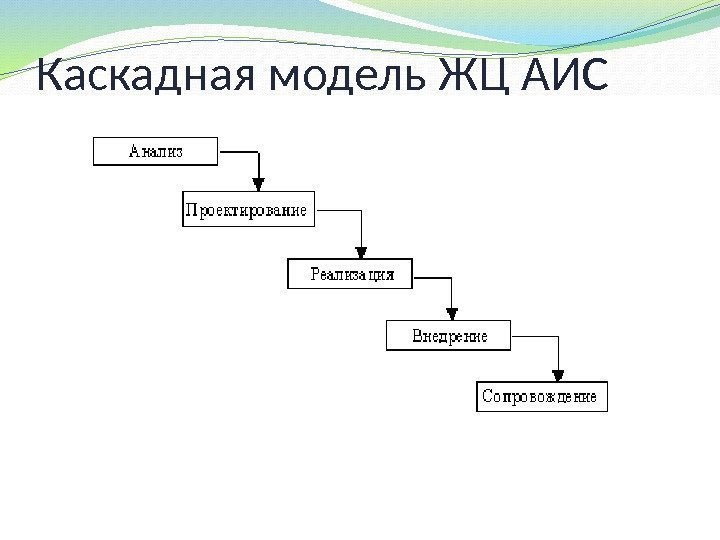 Каскадная модель ЖЦ АИС
Анализ
Проектирование
Реализация
Внедрение
Сопровождение